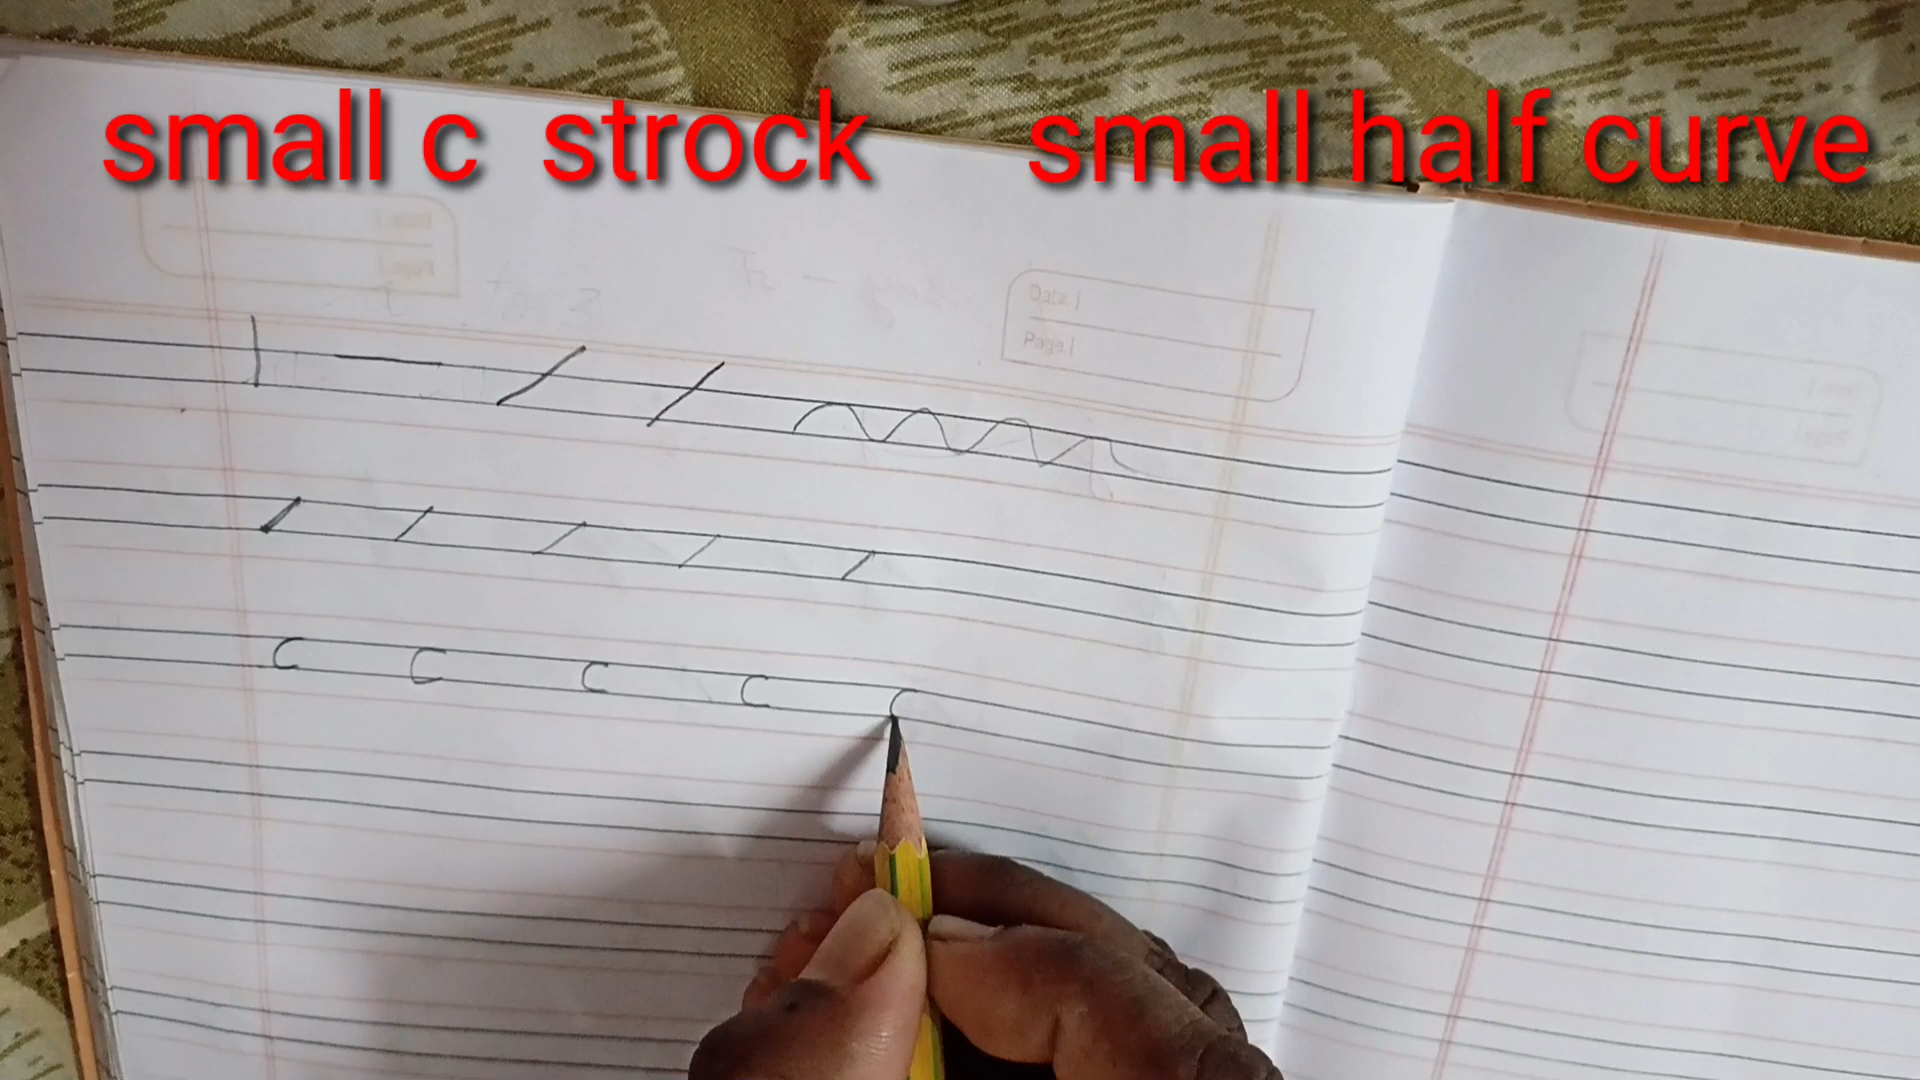 small c strock small half curve
Date.|
Page.|
c c c c c